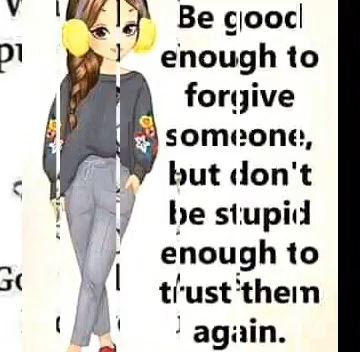 Be good
enough to
forgive
someone,
but don't
be stupid
enough to
trust them
again.